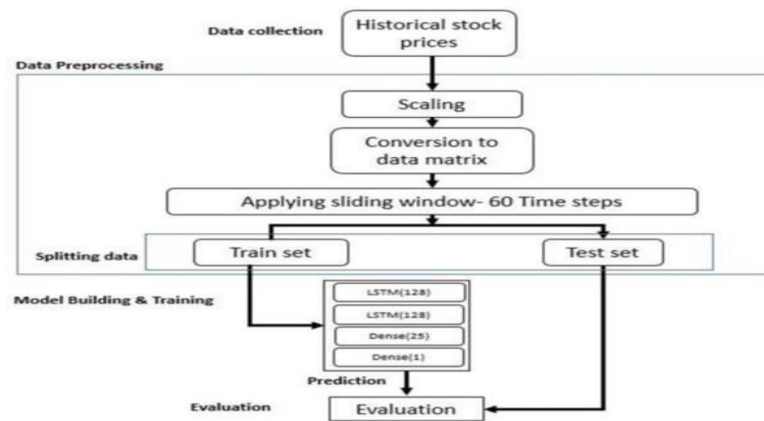 Data collection
Historical stock
prices
Data Preprocessing
Scaling
Conversion to
data matrix
Applying sliding window- 60 Time steps
Splitting data
Train set
Test set
Model Building & Training
LSTM(128)
LSTM(128)
Dense(25)
Dense(1)
Prediction
Evaluation
Evaluation